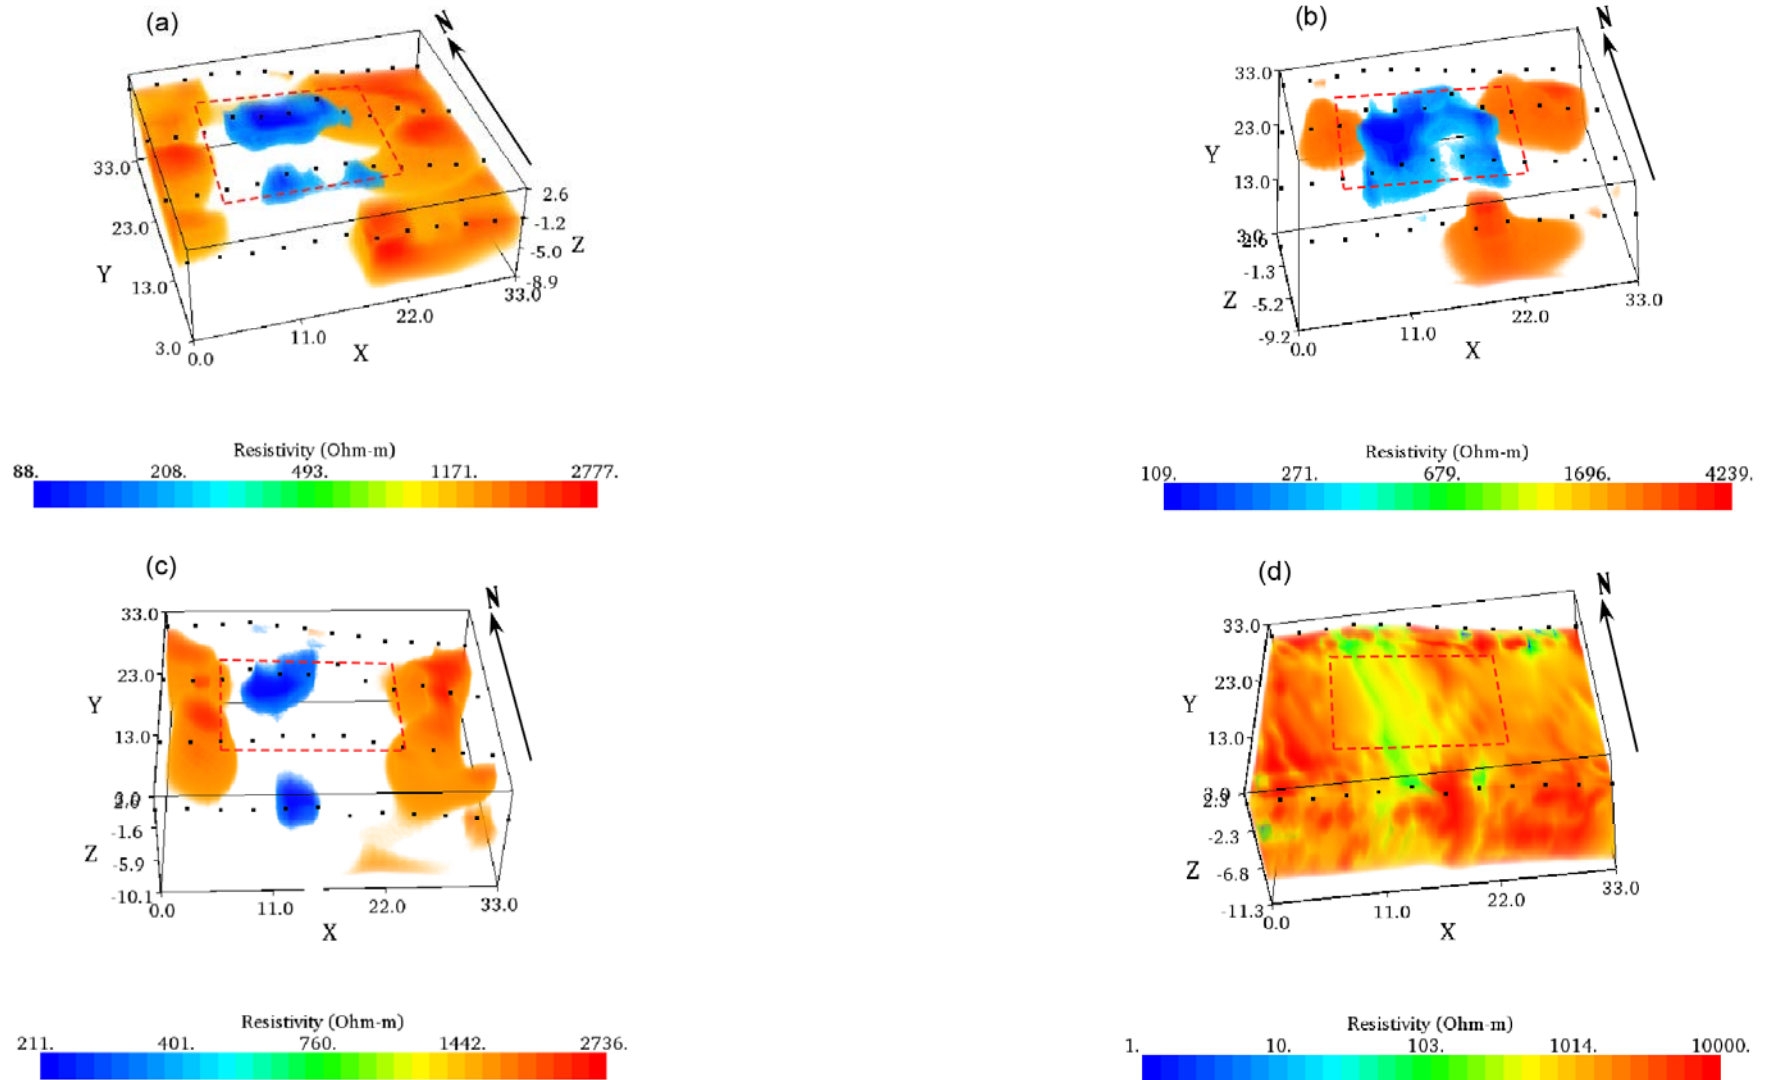 (a)
N
33.0
23.0
Y
13.0
3.0
0.0
11.0
X
22.0
33.0
2.6
-1.2
Z
-5.0
-8.9
Resistivity (Ohm-m)
88. 208. 493. 1171. 2777.
(b)
N
33.0
23.0
Y
13.0
-1.3
Z
-5.2
-9.2
0.0
11.0
X
22.0
33.0
Resistivity (Ohm-m)
109. 271. 679. 1696. 4239.
(c)
N
33.0
23.0
Y
13.0
-1.6
Z
-5.9
-10.1
0.0
11.0
X
22.0
33.0
Resistivity (Ohm-m)
211. 401. 760. 1442. 2736.
(d)
N
33.0
23.0
Y
13.0
-2.3
Z
-6.8
-11.3
0.0
11.0
X
22.0
33.0
Resistivity (Ohm-m)
1. 10. 103. 1014. 10000.